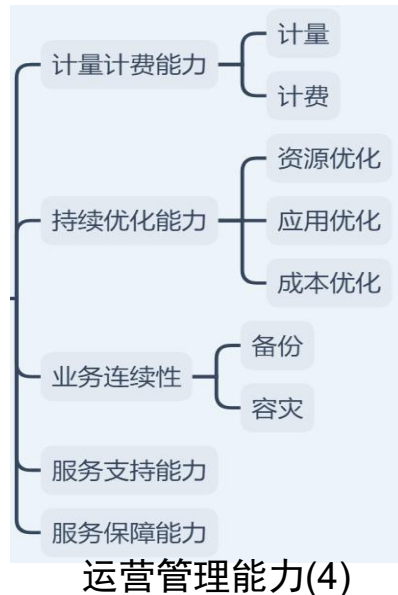 计量计费能力
计量
计费
持续优化能力
资源优化
应用优化
成本优化
业务连续性
备份
容灾
服务支持能力
服务保障能力
运营管理能力(4)